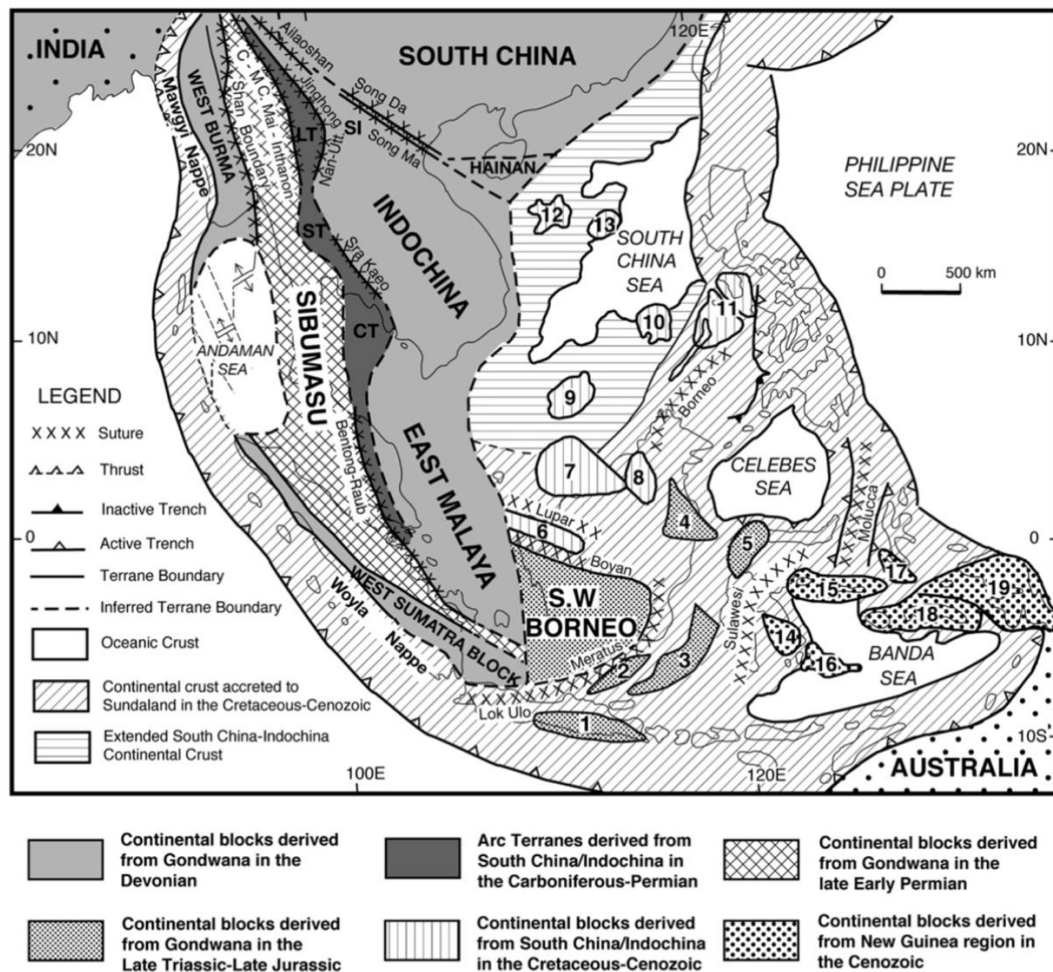 INDIA
SOUTH CHINA
120E
Ailaoshan
Song Da
Jinghong
C - M
C. Mai - Inthanon
Shan Boundary
WEST BURMA
Mawgyi Nappe
LT
SI
Song Ma
Nan-Utt.
HAINAN
20N
20N
PHILIPPINE
SEA PLATE
12
13
SOUTH
CHINA
SEA
INDOCHINA
ST
Sra Kaeo
0 500 km
SIBUMASU
CT
10
11
10N
10N
ANDAMAN
SEA
Borneo
9
LEGEND
XXXX Suture
Thrust
Inactive Trench
Active Trench
Terrane Boundary
Inferred Terrane Boundary
Oceanic Crust
Continental crust accreted to
Sundaland in the Cretaceous-Cenozoic
Extended South China-Indochina
Continental Crust
Bentong-Raub
EAST MALAYA
7
8
CELEBES
SEA
Molucca
Lupar
6
4
Boyan
5
0
0
S.W
BORNEO
Sulawesi
15
17
19
18
WEST SUMATRA BLOCK
Woyla
Nappe
Meratus
2
3
14
16
BANDA
SEA
Lok Ulo
1
10S
100E
120E
AUSTRALIA
Continental blocks derived
from Gondwana in the
Devonian
Arc Terranes derived from
South China/Indochina in
the Carboniferous-Permian
Continental blocks derived
from Gondwana in the
late Early Permian
Continental blocks derived
from Gondwana in the
Late Triassic-Late Jurassic
Continental blocks derived
from South China/Indochina
in the Cretaceous-Cenozoic
Continental blocks derived
from New Guinea region in
the Cenozoic